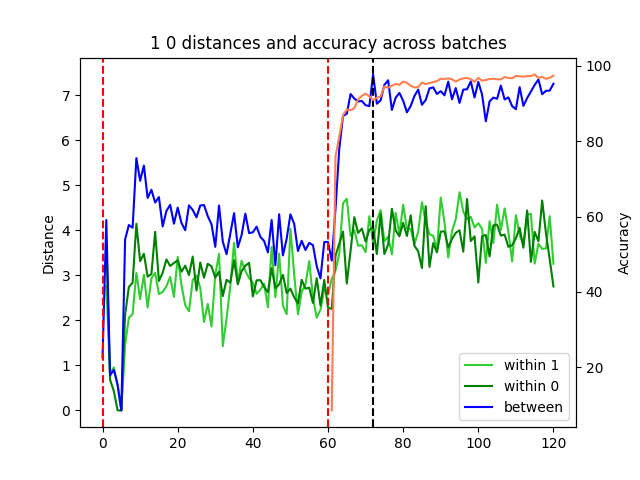 1 0 distances and accuracy across batches
Distance
7
6
5
4
3
2
1
0
100
80
60
40
20
Accuracy
0 20 40 60 80 100 120
within 1
within 0
between